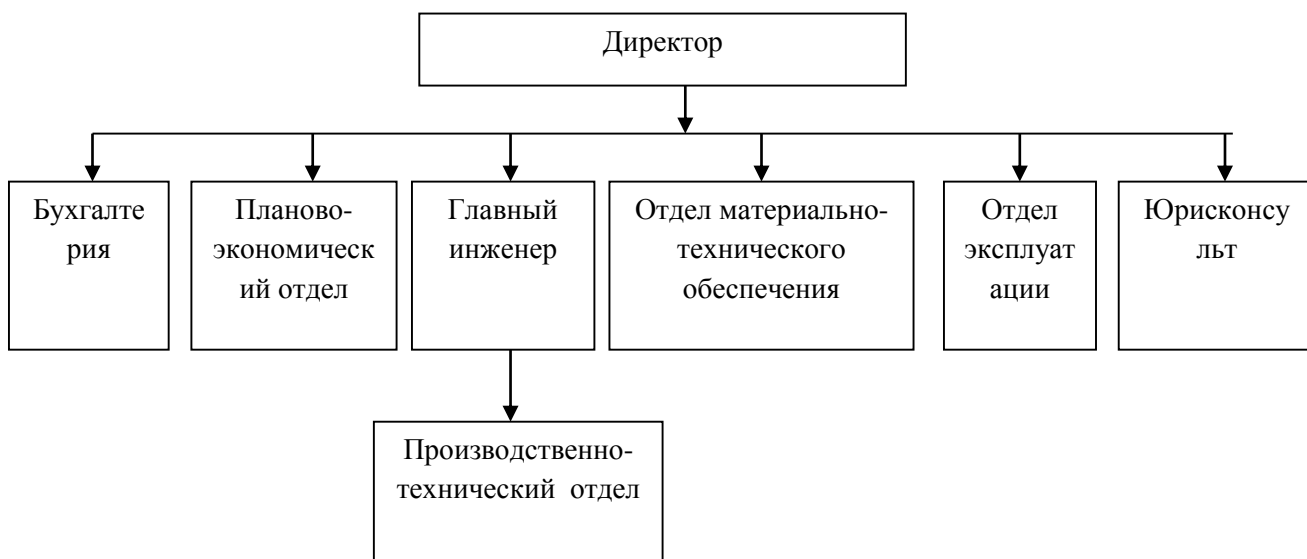 Директор
Бухгалте
рия
Планово-
экономическ
ий отдел
Главный
инженер
Отдел материально-
технического
обеспечения
Отдел
эксплуат
ации
Юрисконсу
льт
Производственно-
технический отдел